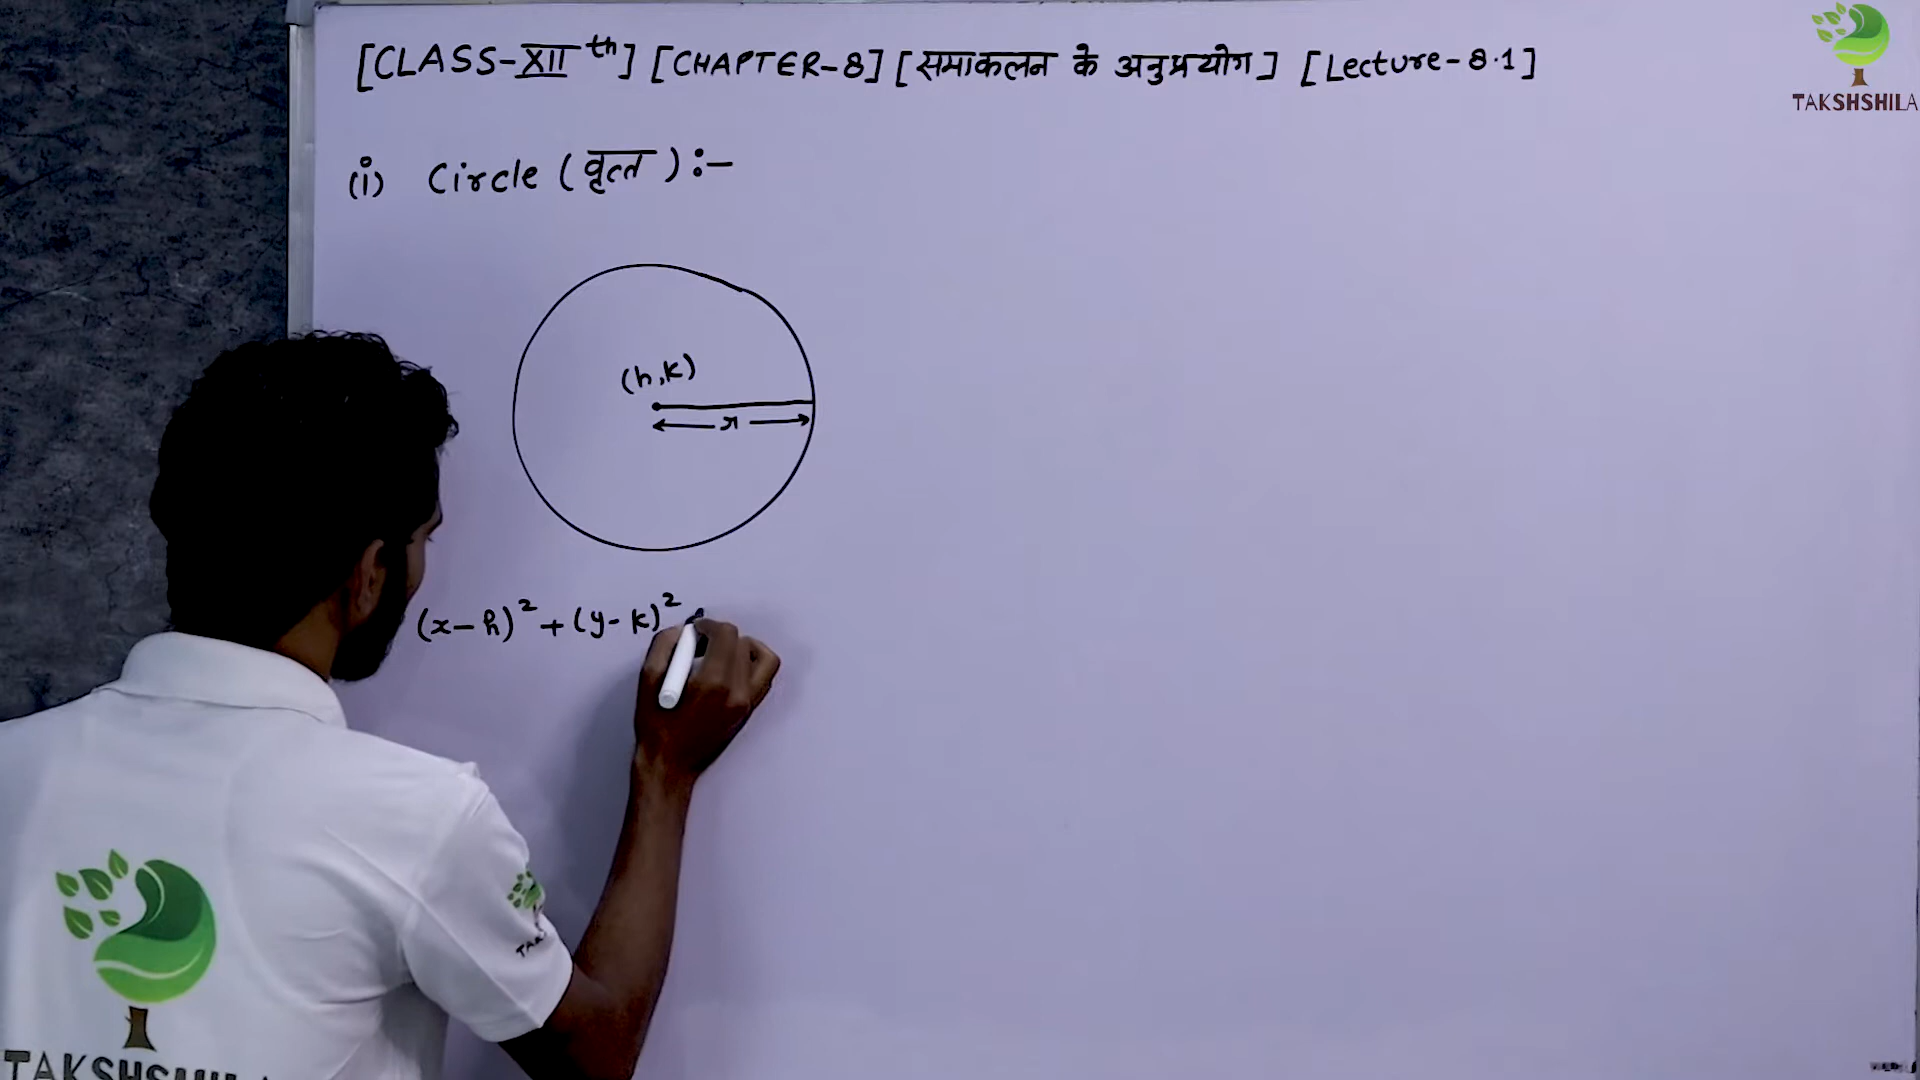 [CLASS-XII th] [CHAPTER-8] [समाकलन के अनुप्रयोग] [Lecture-8.1]
TAKSHSHILA
(i) Circle (वृत्त) :-
(h,k)
r
(x-h)² + (y-k)²